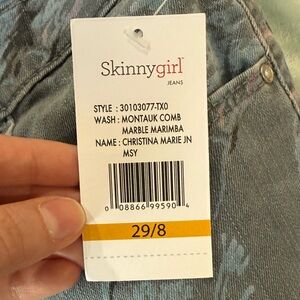 Skinnygirl
JEANS
STYLE : 30103077-TX0
WASH : MONTAUK COMB
MARBLE MARIMBA
NAME : CHRISTINA MARIE JN
MSY
0 08866 99590 4
29/8